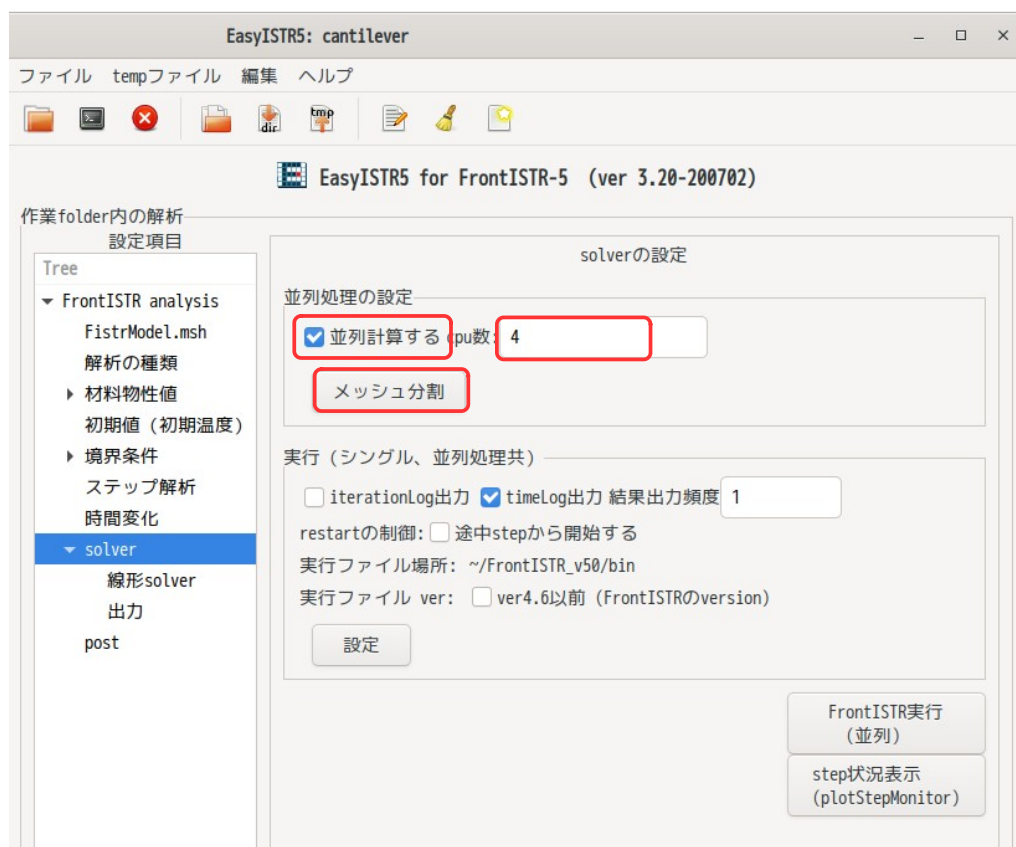 EasyISTR5: cantilever
ファイル tempファイル 編集 ヘルプ
dir tmp
EasyISTR5 for FrontISTR-5 (ver 3.20-200702)
作業folder内の解析
設定項目
Tree
FrontISTR analysis
FistrModel.msh
解析の種類
材料物性値
初期値（初期温度）
境界条件
ステップ解析
時間変化
solver
線形solver
出力
post
solverの設定
並列処理の設定
並列計算する cpu数: 4
メッシュ分割
実行（シングル、並列処理共）
iterationLog出力 timeLog出力 結果出力頻度 1
restartの制御: 途中stepから開始する
実行ファイル場所: ~/FrontISTR_v50/bin
実行ファイル ver: ver4.6以前（FrontISTRのversion）
設定
FrontISTR実行
（並列）
step状況表示
(plotStepMonitor)